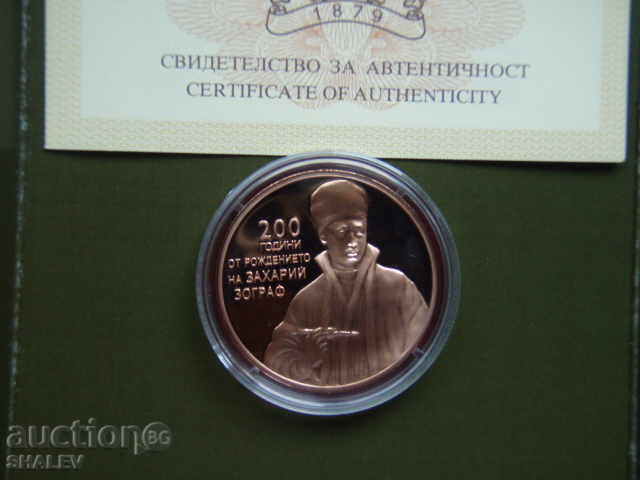 1879
СВИДЕТЕЛСТВО ЗА АВТЕНТИЧНОСТ
CERTIFICATE OF AUTHENTICITY
200
ГОДИНИ
ОТ РОЖДЕНИЕТО
НА ЗАХАРИЙ
ЗОГРАФ
auction BG
SHALEV